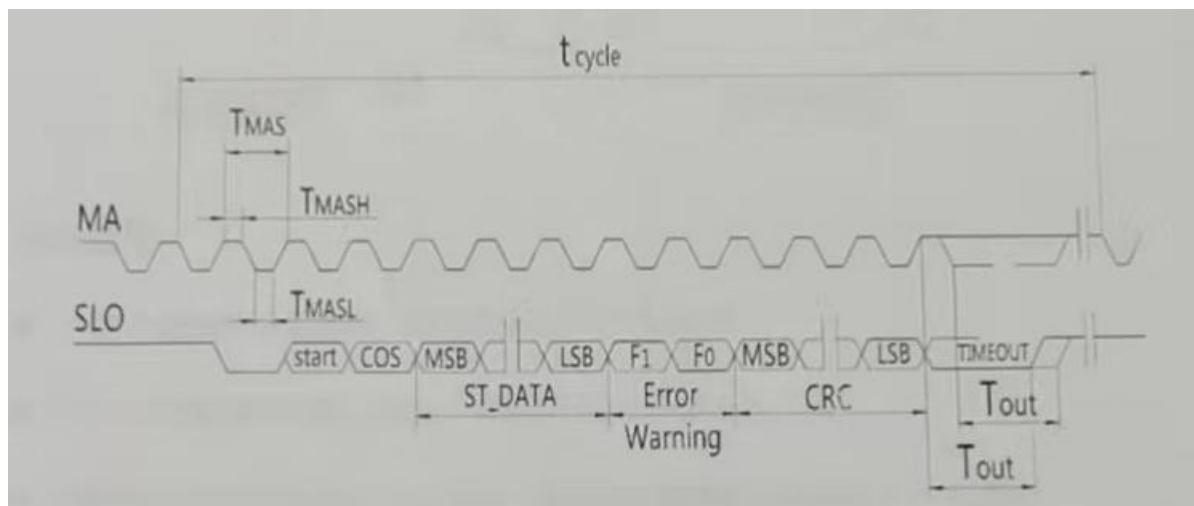 tcycle
TMAS
TMASH
MA
TMASL
SLO
start COS MSB LSB F1 F0 MSB LSB TIMEOUT
ST_DATA Error CRC Tout
Warning
Tout